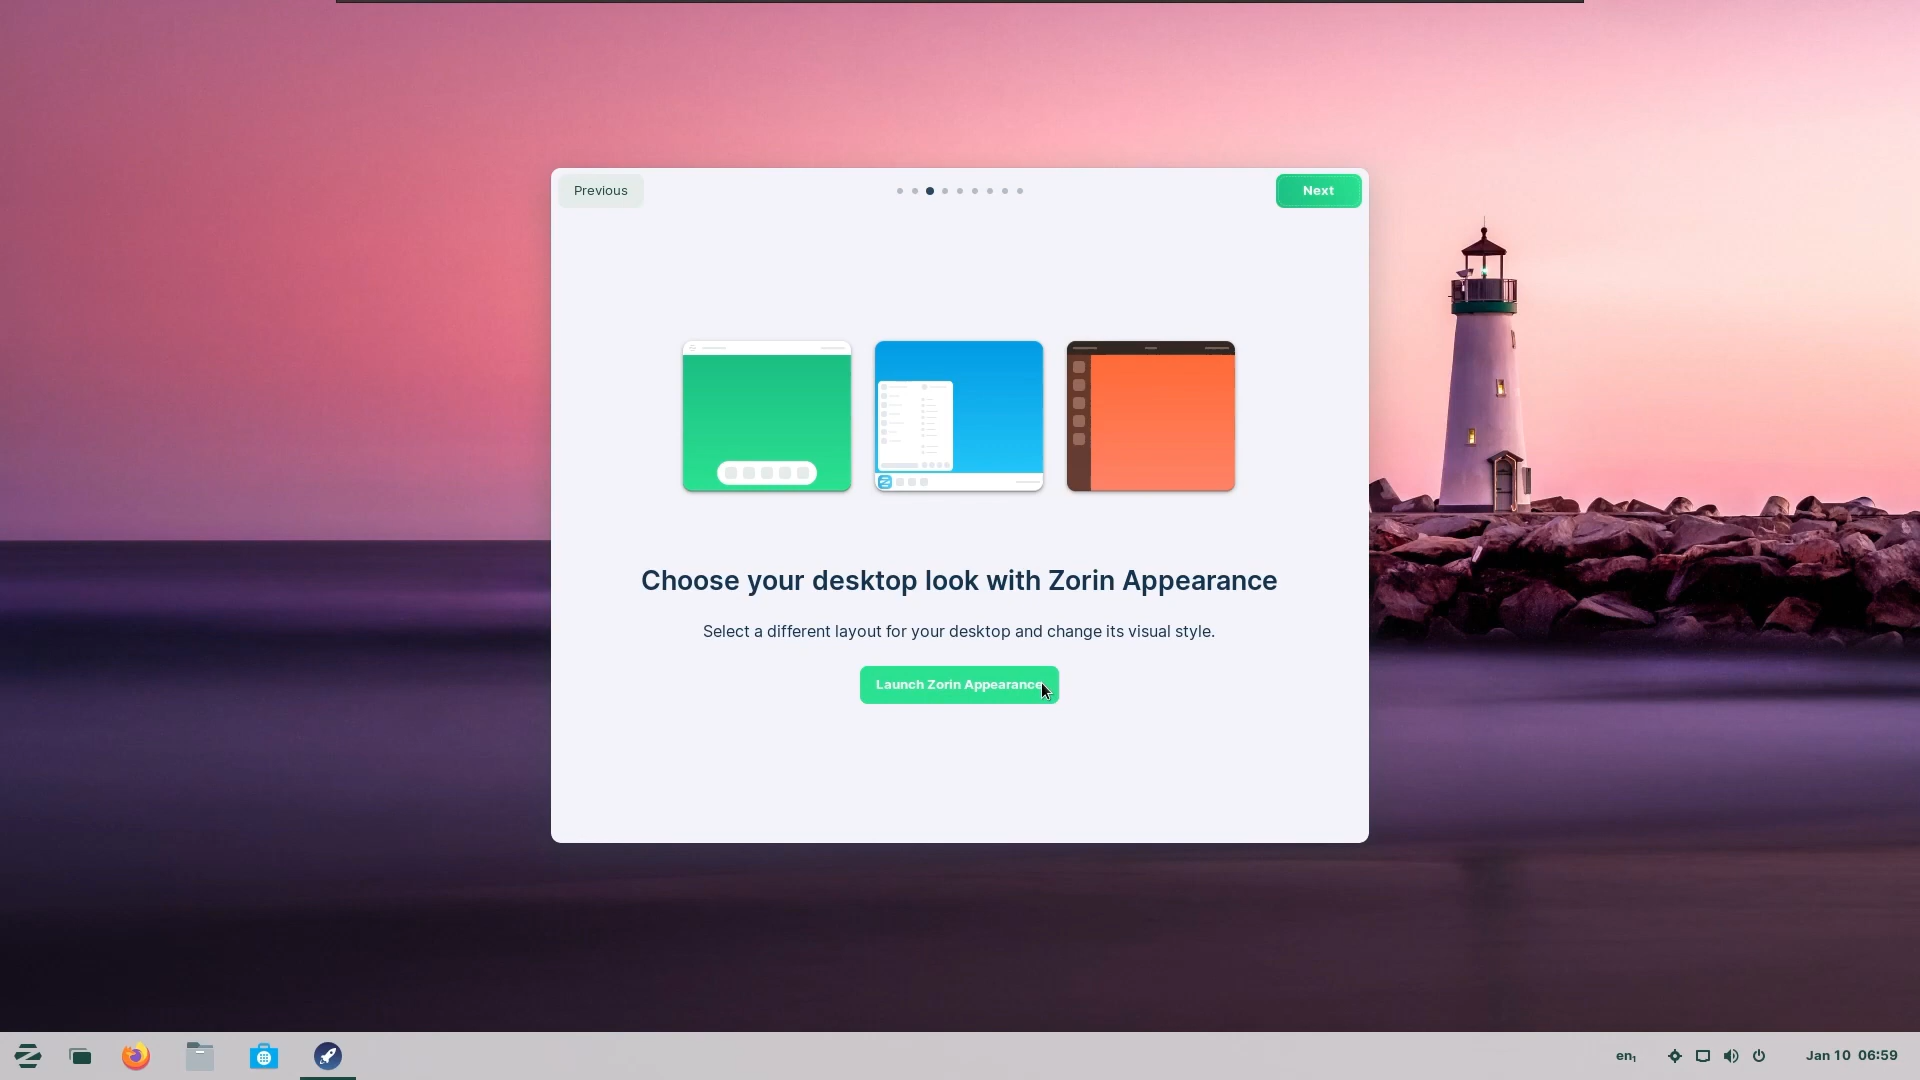 Previous
Next
Choose your desktop look with Zorin Appearance
Select a different layout for your desktop and change its visual style.
Launch Zorin Appearance
en₁
Jan 10 06:59